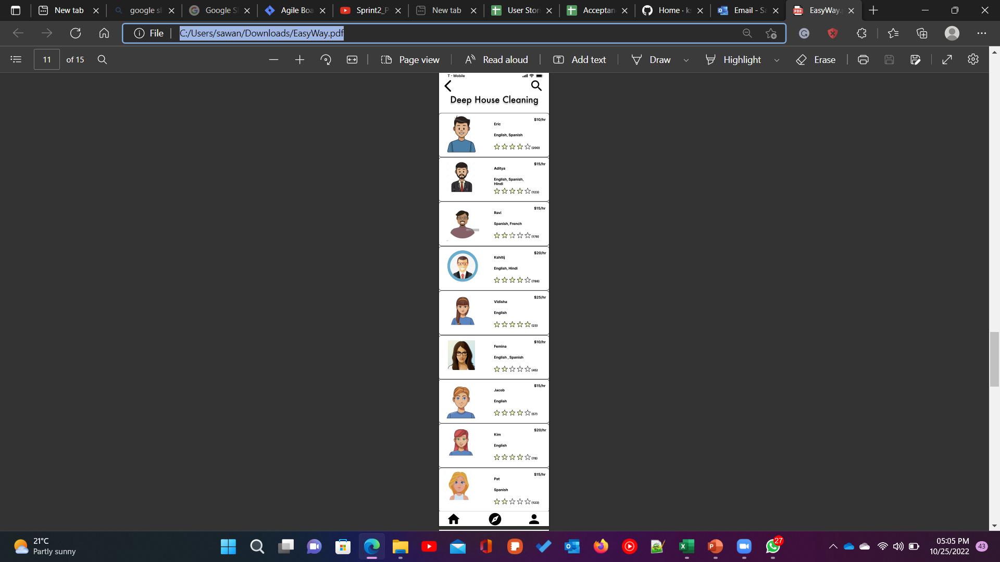 New tab
google sl
Google Sl
Agile Boa
Sprint2_P
New tab
User Stori
Acceptan
Home · ks
Email - Sa
EasyWay.
File
C:/Users/sawan/Downloads/EasyWay.pdf
11 of 15
Page view
Read aloud
Add text
Draw
Highlight
Erase
T - Mobile
Deep House Cleaning
$10/hr
Eric
English, Spanish
(200)
$15/hr
Aditya
English, Spanish,
Hindi
(123)
$15/hr
Ravi
Spanish, French
(178)
$20/hr
Kshitij
English, Hindi
(788)
$25/hr
Vidisha
English
(23)
$10/hr
Femina
English , Spanish
(45)
$15/hr
Jacob
English
(57)
$20/hr
Kim
English
(78)
$15/hr
Pat
Spanish
(123)
21°C
Partly sunny
27
05:05 PM
10/25/2022
43